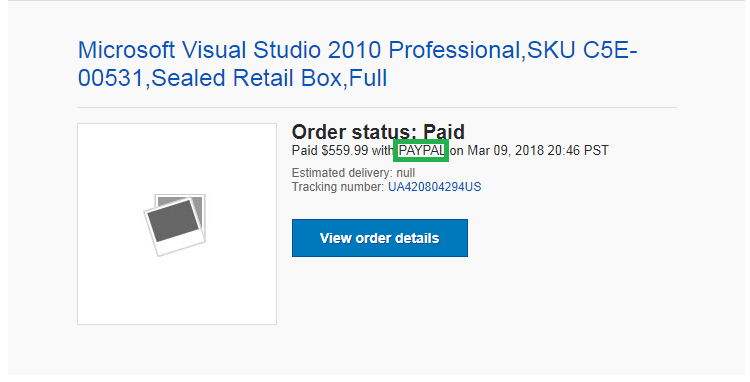 Microsoft Visual Studio 2010 Professional,SKU C5E-
00531,Sealed Retail Box,Full
Order status: Paid
Paid $559.99 with PAYPAL on Mar 09, 2018 20:46 PST
Estimated delivery: null
Tracking number: UA420804294US
View order details